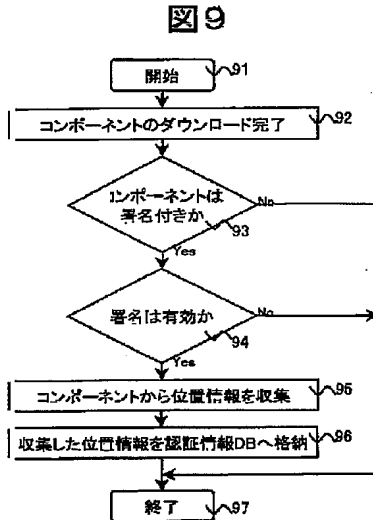 図9
開始
91
コンポーネントのダウンロード完了
92
コンポーネントは
署名付きか
No
93
Yes
署名は有効か
No
94
Yes
コンポーネントから位置情報を収集
95
収集した位置情報を認証情報DBへ格納
96
終了
97